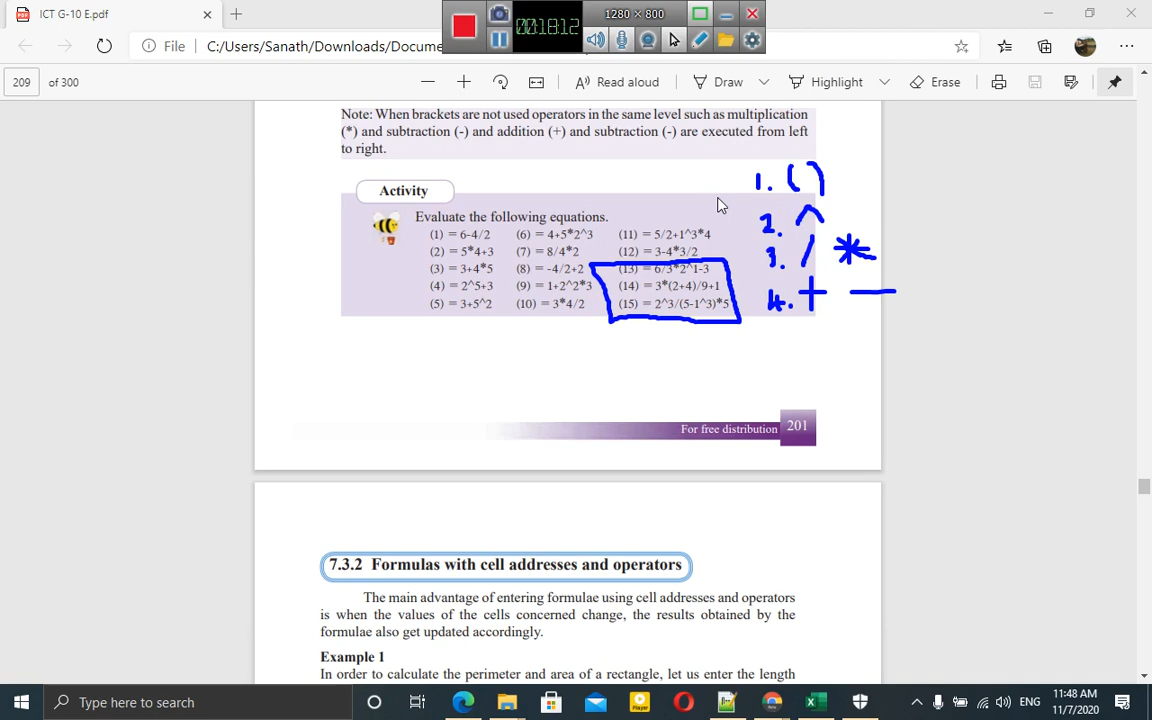 ICT G-10 E.pdf
1280 × 800
00:18:12
File
C:/Users/Sanath/Downloads/Docume
209 of 300
Read aloud
Draw
Highlight
Erase
Note: When brackets are not used operators in the same level such as multiplication
(*) and subtraction (-) and addition (+) and subtraction (-) are executed from left
to right.
Activity
Evaluate the following equations.
(1) = 6-4/2 (6) = 4+5*2^3 (11) = 5/2+1^3*4
(2) = 5*4+3 (7) = 8/4*2 (12) = 3-4*3/2
(3) = 3+4*5 (8) = -4/2+2 (13) = 6/3*2^1-3
(4) = 2^5+3 (9) = 1+2^2*3 (14) = 3*(2+4)/9+1
(5) = 3+5^2 (10) = 3*4/2 (15) = 2^3/(5-1^3)*5
1. ( )
2. ^
3. / *
4. + −
For free distribution 201
7.3.2 Formulas with cell addresses and operators
The main advantage of entering formulae using cell addresses and operators
is when the values of the cells concerned change, the results obtained by the
formulae also get updated accordingly.
Example 1
In order to calculate the perimeter and area of a rectangle, let us enter the length
Type here to search
Player
ENG
11:48 AM
11/7/2020